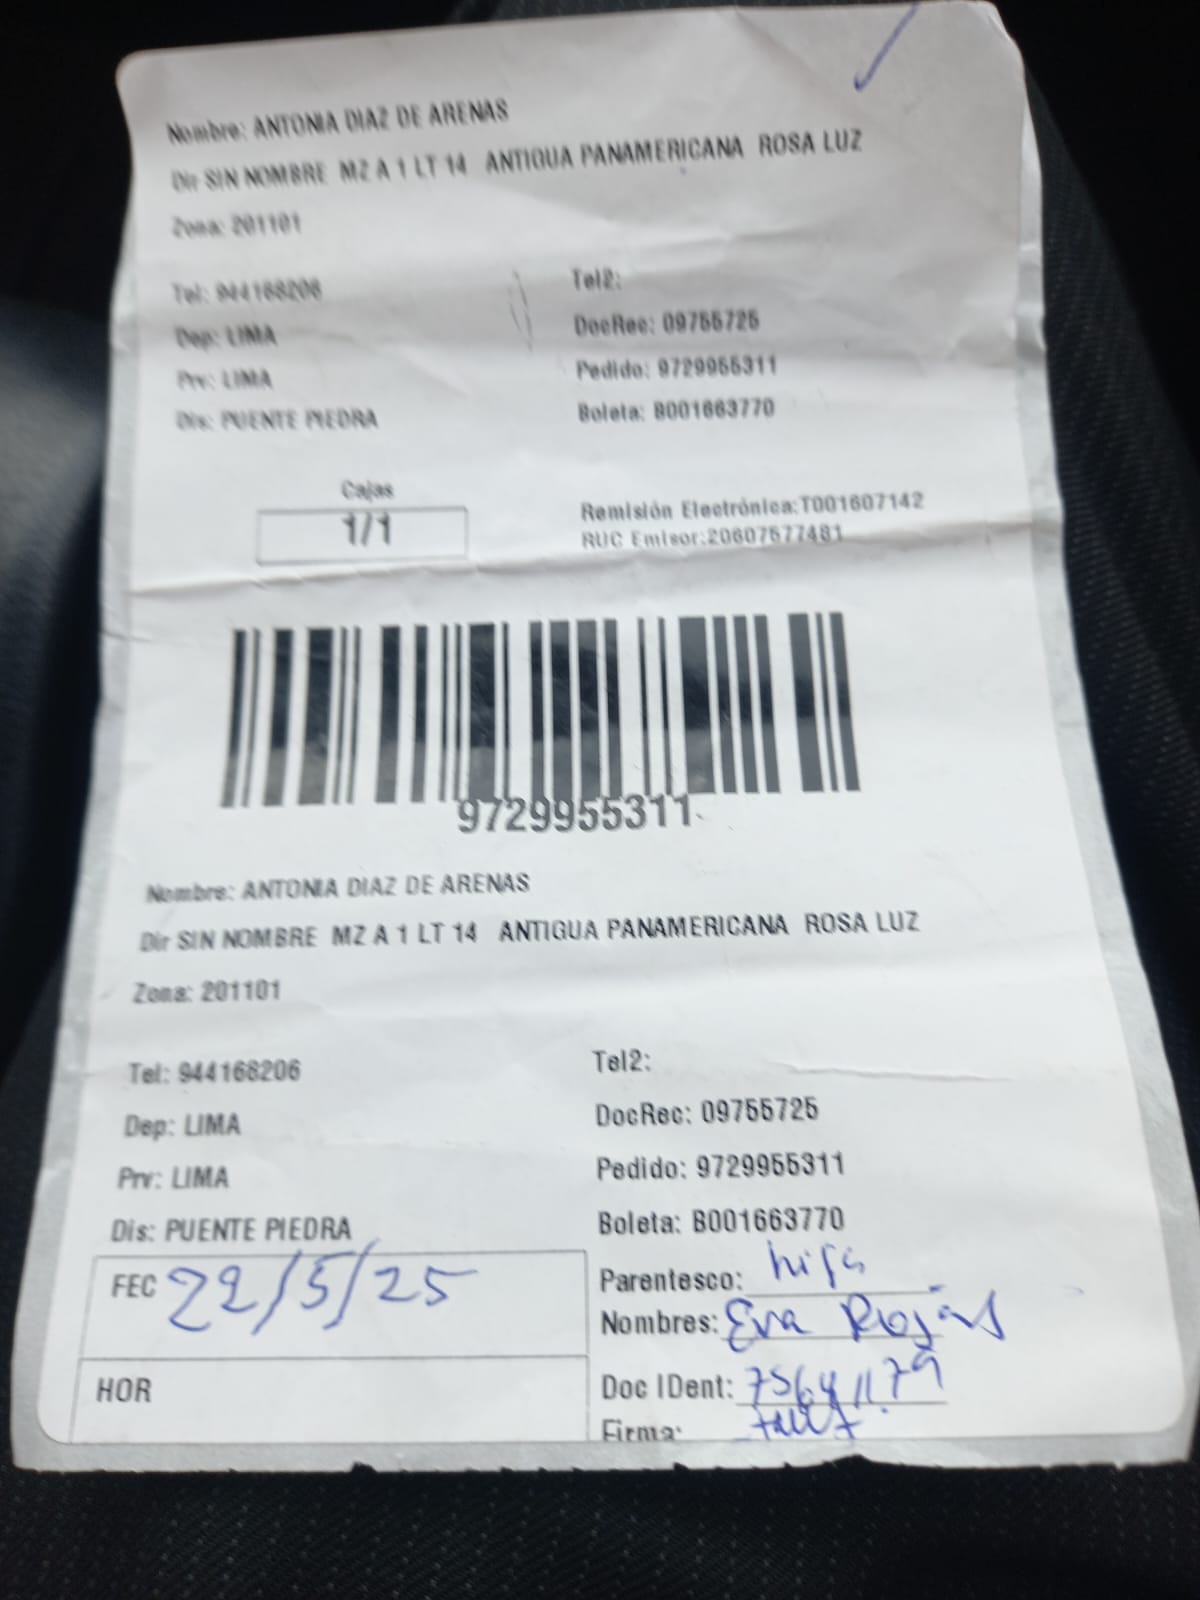 Nombre: ANTONIA DIAZ DE ARENAS
Dir SIN NOMBRE MZ A 1 LT 14 ANTIGUA PANAMERICANA ROSA LUZ
Zona: 201101
Tel: 944168206 Tel2:
Dep: LIMA DocRec: 09755725
Prv: LIMA Pedido: 9729955311
Dis: PUENTE PIEDRA Boleta: B001663770
Cajas
1/1
Remisión Electrónica:T001607142
RUC Emisor:20607577481
9729955311
Nombre: ANTONIA DIAZ DE ARENAS
Dir SIN NOMBRE MZ A 1 LT 14 ANTIGUA PANAMERICANA ROSA LUZ
Zona: 201101
Tel: 944168206 Tel2:
Dep: LIMA DocRec: 09755725
Prv: LIMA Pedido: 9729955311
Dis: PUENTE PIEDRA Boleta: B001663770
FEC 22/5/25 Parentesco: hija
Nombres: Eva Rojas
HOR Doc IDent: 75641179
Firma: